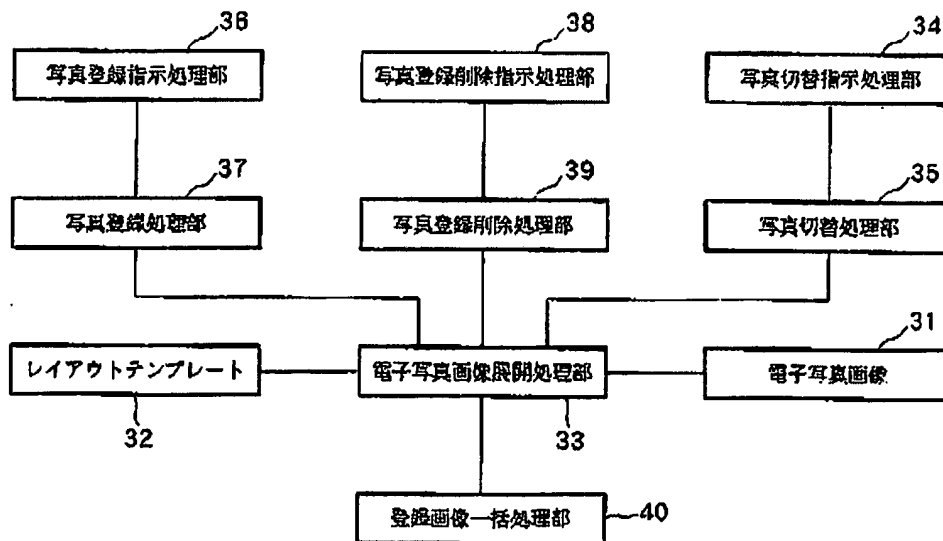 36
38
34
写真登録指示処理部
写真登録削除指示処理部
写真切替指示処理部
37
39
35
写真登録処理部
写真登録削除処理部
写真切替処理部
31
レイアウトテンプレート
電子写真画像展開処理部
電子写真画像
32
33
登録画像一括処理部
40